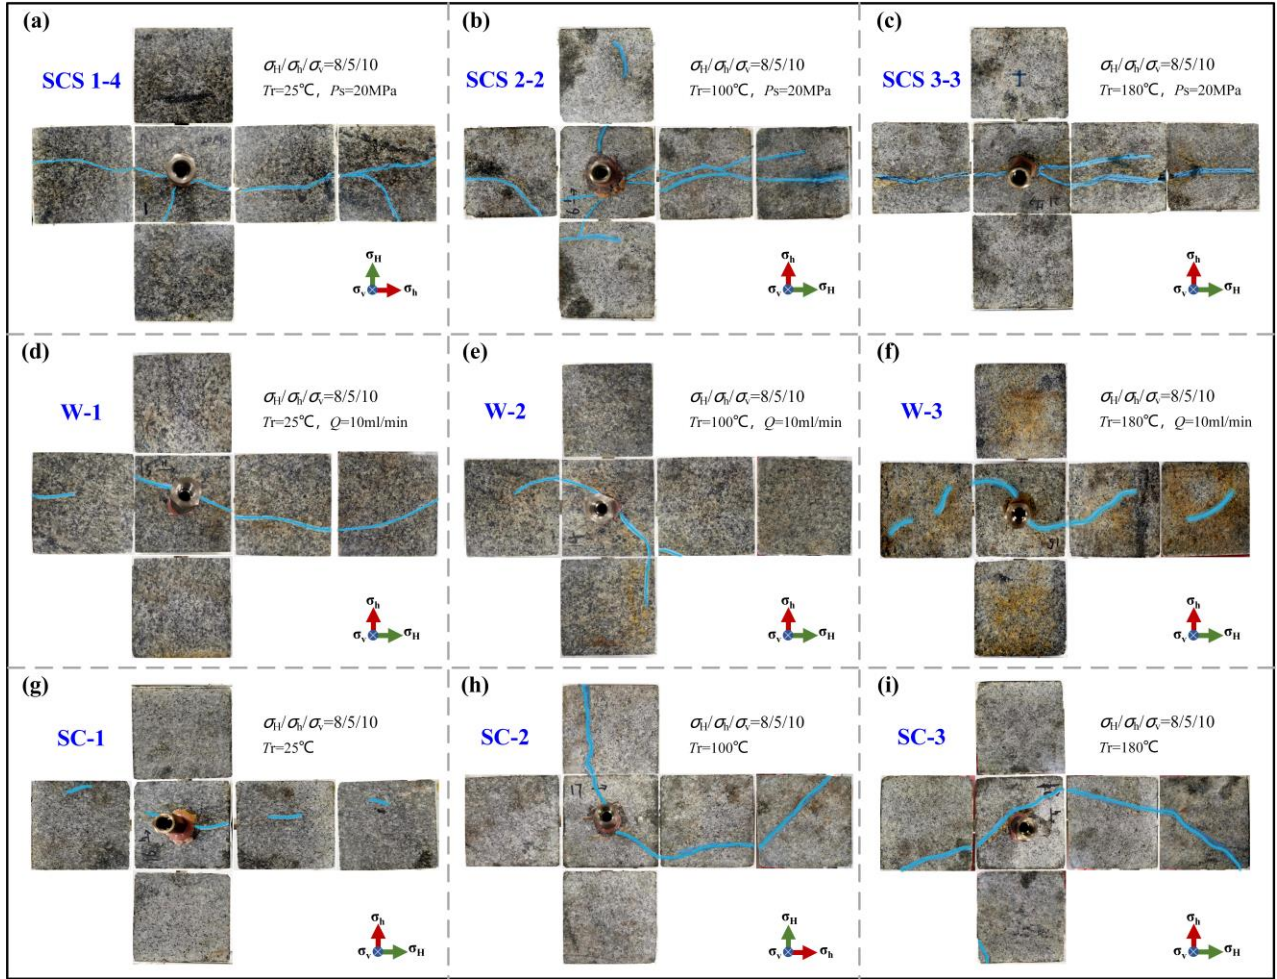 (a)
SCS 1-4
σH/σh/σv=8/5/10
Tr=25℃, Ps=20MPa
σH
σv
σh
(b)
SCS 2-2
σH/σh/σv=8/5/10
Tr=100℃, Ps=20MPa
σh
σv
σH
(c)
SCS 3-3
σH/σh/σv=8/5/10
Tr=180℃, Ps=20MPa
σh
σv
σH
(d)
W-1
σH/σh/σv=8/5/10
Tr=25℃, Q=10ml/min
σh
σv
σH
(e)
W-2
σH/σh/σv=8/5/10
Tr=100℃, Q=10ml/min
σh
σv
σH
(f)
W-3
σH/σh/σv=8/5/10
Tr=180℃, Q=10ml/min
σh
σv
σH
(g)
SC-1
σH/σh/σv=8/5/10
Tr=25℃
σh
σv
σH
(h)
SC-2
σH/σh/σv=8/5/10
Tr=100℃
17
σH
σv
σh
(i)
SC-3
σH/σh/σv=8/5/10
Tr=180℃
σh
σv
σH